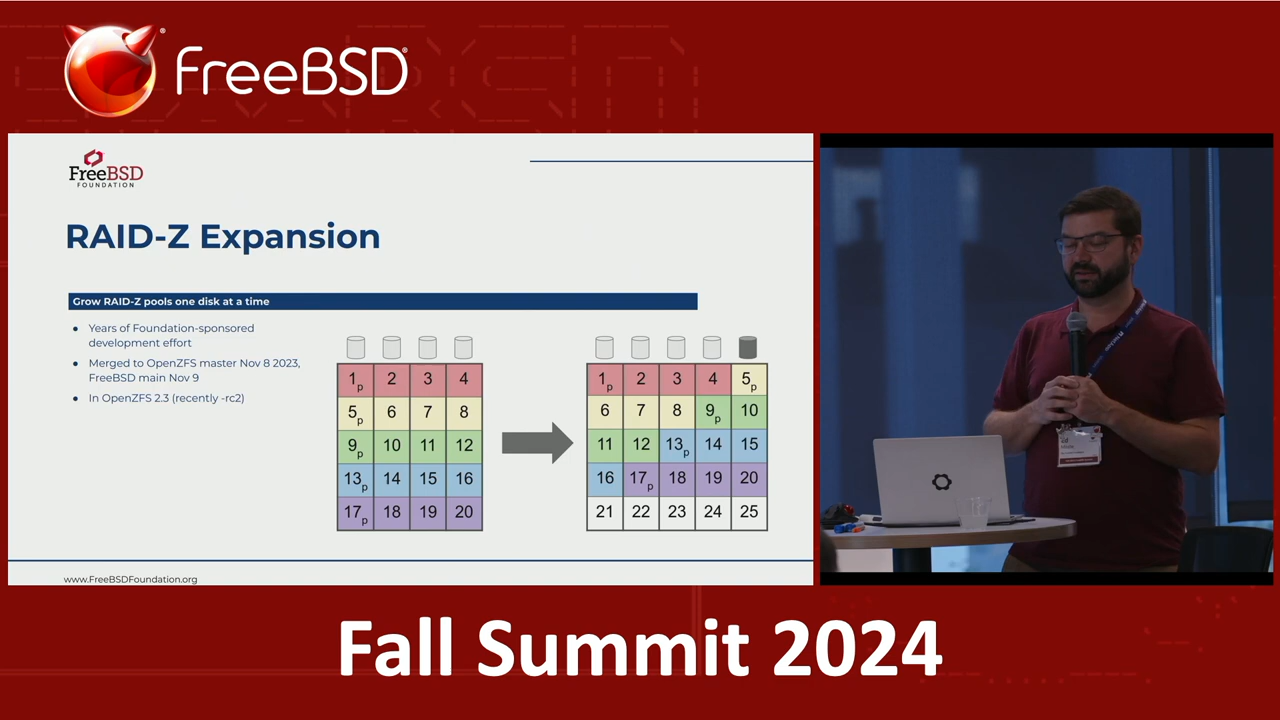 FreeBSD®
FreeBSD
FOUNDATION
RAID-Z Expansion
Grow RAID-Z pools one disk at a time
● Years of Foundation-sponsored
development effort
● Merged to OpenZFS master Nov 8 2023,
FreeBSD main Nov 9
● In OpenZFS 2.3 (recently -rc2)
1p 2 3 4
5p 6 7 8
9p 10 11 12
13p 14 15 16
17p 18 19 20
1p 2 3 4 5p
6 7 8 9p 10
11 12 13p 14 15
16 17p 18 19 20
21 22 23 24 25
www.FreeBSDFoundation.org
Fall Summit 2024